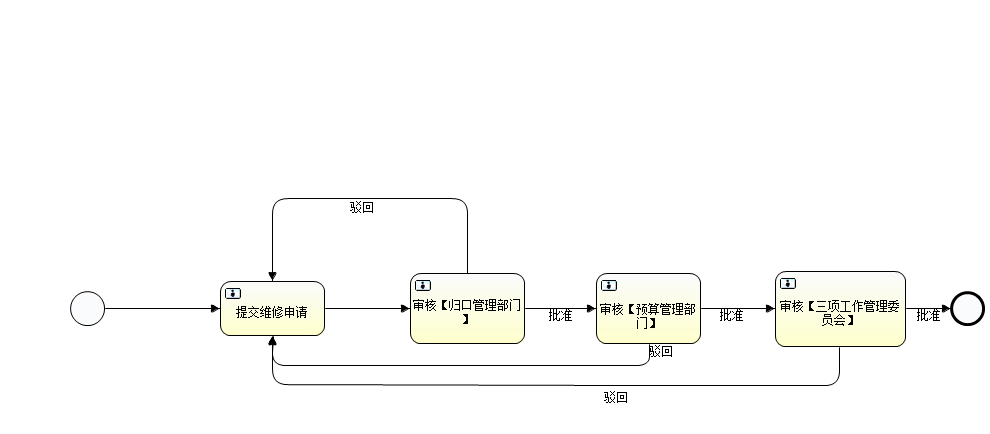 驳回
提交维修申请
审核【归口管理部门
】
批准
审核【预算管理部
门】
批准
审核【三项工作管理委
员会】
批准
驳回
驳回